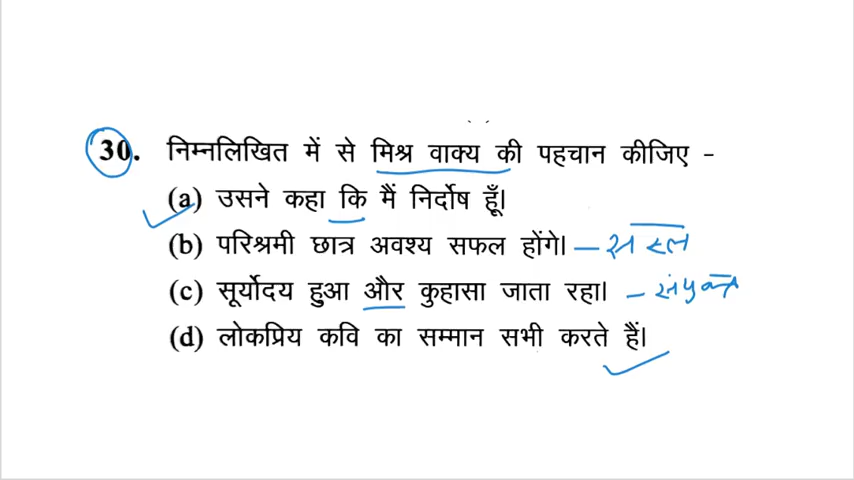 30. निम्नलिखित में से मिश्र वाक्य की पहचान कीजिए -
(a) उसने कहा कि मैं निर्दोष हूँ।
(b) परिश्रमी छात्र अवश्य सफल होंगे। – सरल
(c) सूर्योदय हुआ और कुहासा जाता रहा। – संयुक्त
(d) लोकप्रिय कवि का सम्मान सभी करते हैं।